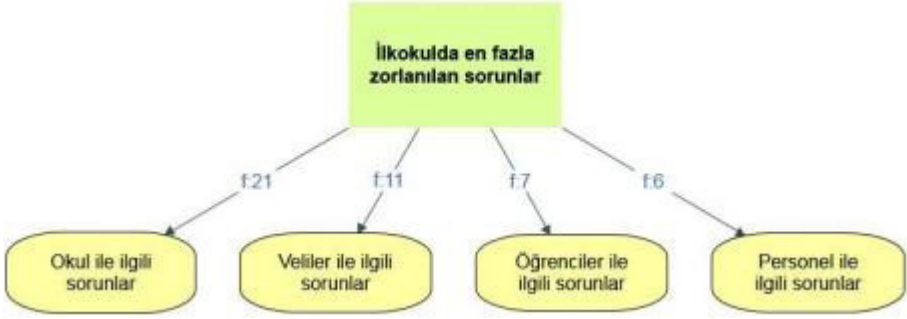 İlkokulda en fazla
zorlanılan sorunlar
f:21
f:11
f:7
f:6
Okul ile ilgili
sorunlar
Veliler ile ilgili
sorunlar
Öğrenciler ile
ilgili sorunlar
Personel ile
ilgili sorunlar